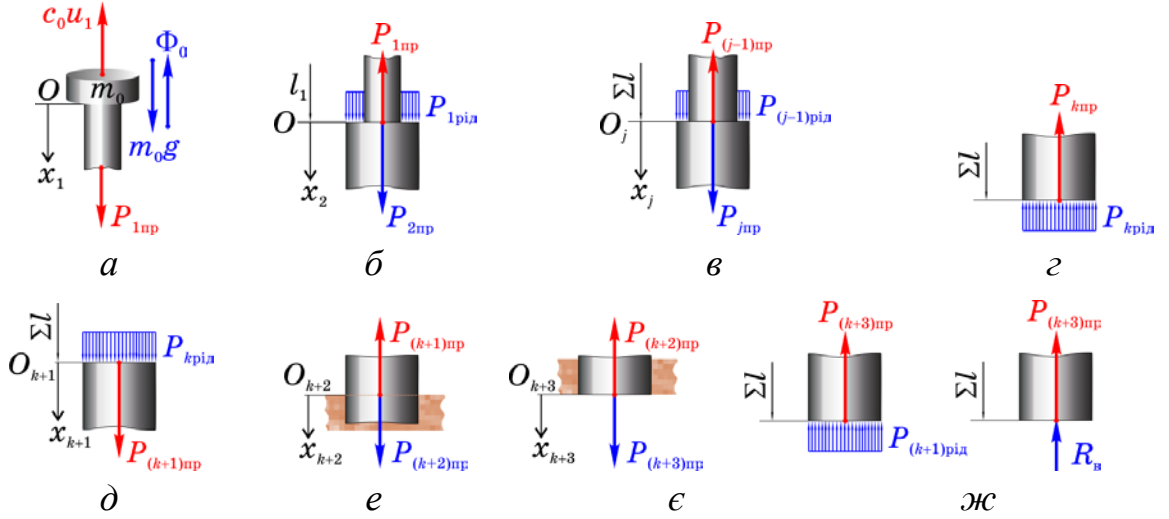 c₀u₁
Φ₀
O
m₀
x₁
m₀g
P₁пр
а
P₁пр
l₁
P₁рід
O
x₂
P₂пр
б
P₍ⱼ₋₁₎пр
Σl
P₍ⱼ₋₁₎рід
Oⱼ
xⱼ
Pⱼпр
в
Pₖпр
Σl
Pₖрід
г
Σl
Pₖрід
Oₖ₊₁
xₖ₊₁
P₍ₖ₊₁₎пр
д
P₍ₖ₊₁₎пр
Oₖ₊₂
xₖ₊₂
P₍ₖ₊₂₎пр
е
P₍ₖ₊₂₎пр
Oₖ₊₃
xₖ₊₃
P₍ₖ₊₃₎пр
є
P₍ₖ₊₃₎пр
Σl
P₍ₖ₊₁₎рід
P₍ₖ₊₃₎пр
Σl
Rв
ж